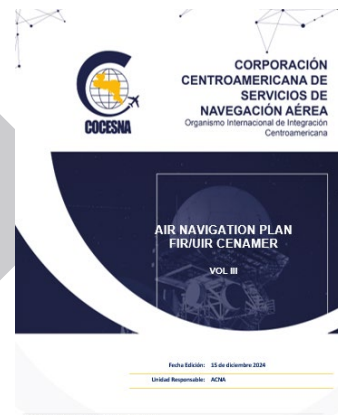 CORPORACIÓN
CENTROAMERICANA DE
SERVICIOS DE
NAVEGACIÓN AÉREA
Organismo Internacional de Integración
Centroamericana
COCESNA
AIR NAVIGATION PLAN
FIR/UIR CENAMER
VOL III
Fecha Edición: 15 de diciembre 2024
Unidad Responsable: ACNA